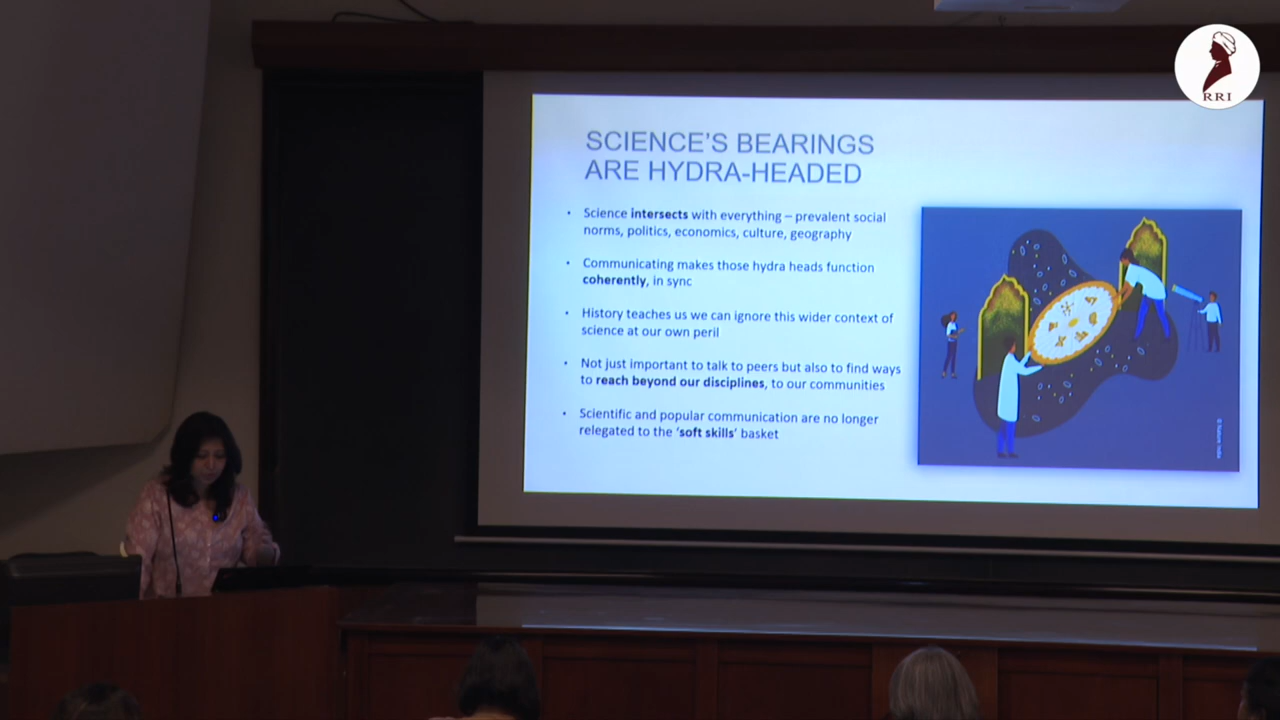 RRI
SCIENCE'S BEARINGS
ARE HYDRA-HEADED
• Science intersects with everything – prevalent social
norms, politics, economics, culture, geography
• Communicating makes those hydra heads function
coherently, in sync
• History teaches us we can ignore this wider context of
science at our own peril
• Not just important to talk to peers but also to find ways
to reach beyond our disciplines, to our communities
• Scientific and popular communication are no longer
relegated to the 'soft skills' basket